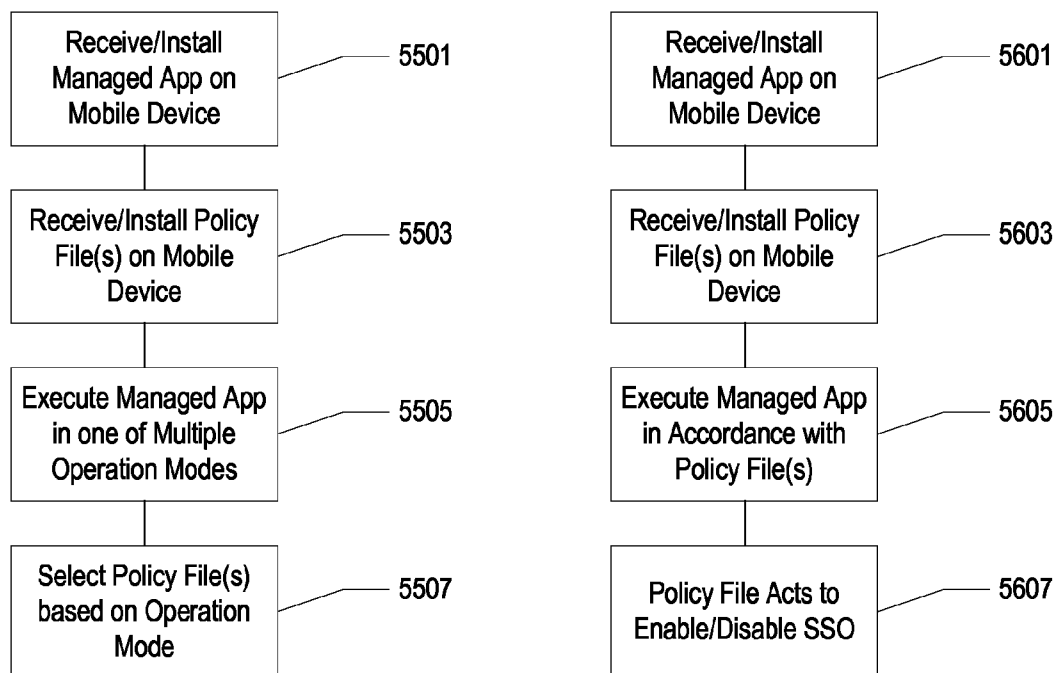 Receive/Install
Managed App on
Mobile Device
5501
Receive/Install Policy
File(s) on Mobile
Device
5503
Execute Managed App
in one of Multiple
Operation Modes
5505
Select Policy File(s)
based on Operation
Mode
5507
Receive/Install
Managed App on
Mobile Device
5601
Receive/Install Policy
File(s) on Mobile
Device
5603
Execute Managed App
in Accordance with
Policy File(s)
5605
Policy File Acts to
Enable/Disable SSO
5607